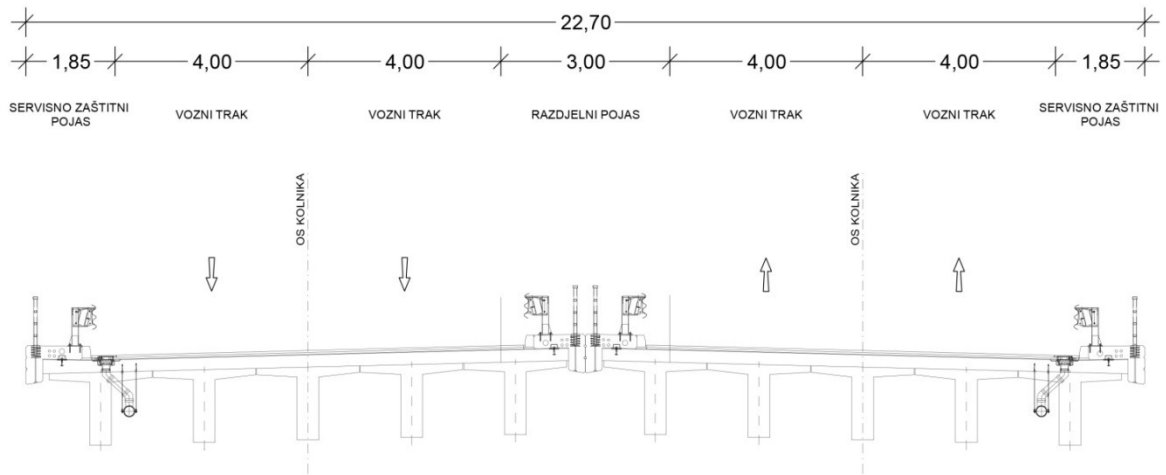 22,70
1,85 4,00 4,00 3,00 4,00 4,00 1,85
SERVISNO ZAŠTITNI
POJAS
VOZNI TRAK
VOZNI TRAK
RAZDJELNI POJAS
VOZNI TRAK
VOZNI TRAK
SERVISNO ZAŠTITNI
POJAS
OS KOLNIKA
OS KOLNIKA